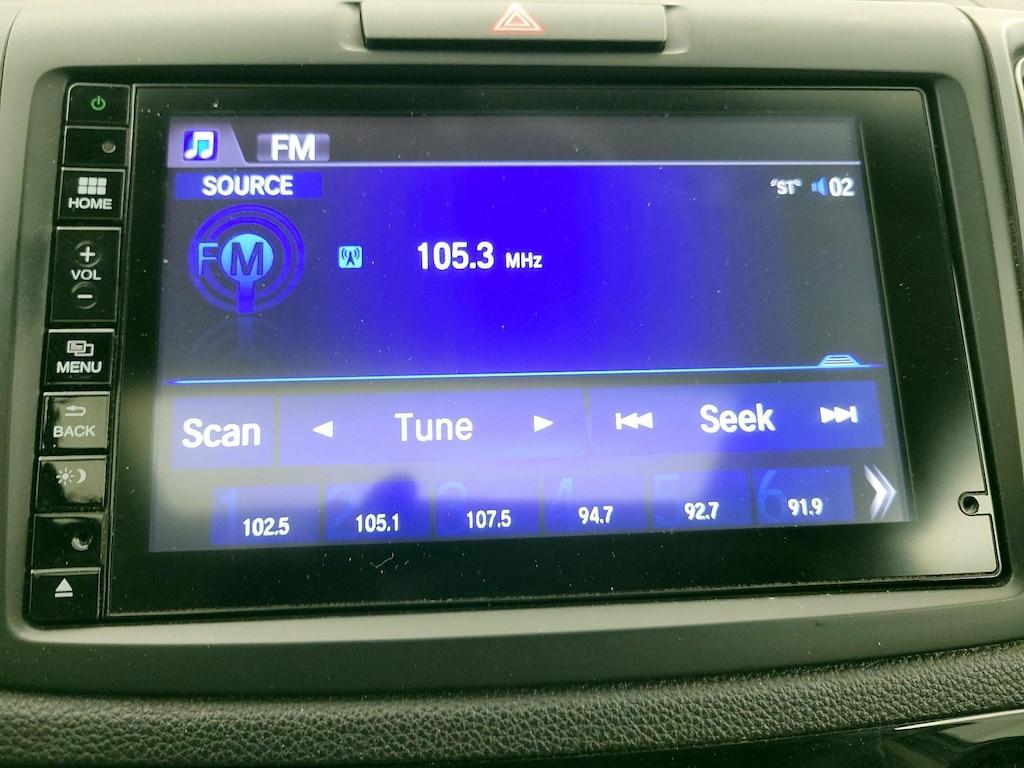 FM
SOURCE
"ST" 02
FM
105.3 MHz
HOME
+
VOL
−
MENU
BACK
Scan Tune Seek
1 2 3 4 5 6
102.5 105.1 107.5 94.7 92.7 91.9